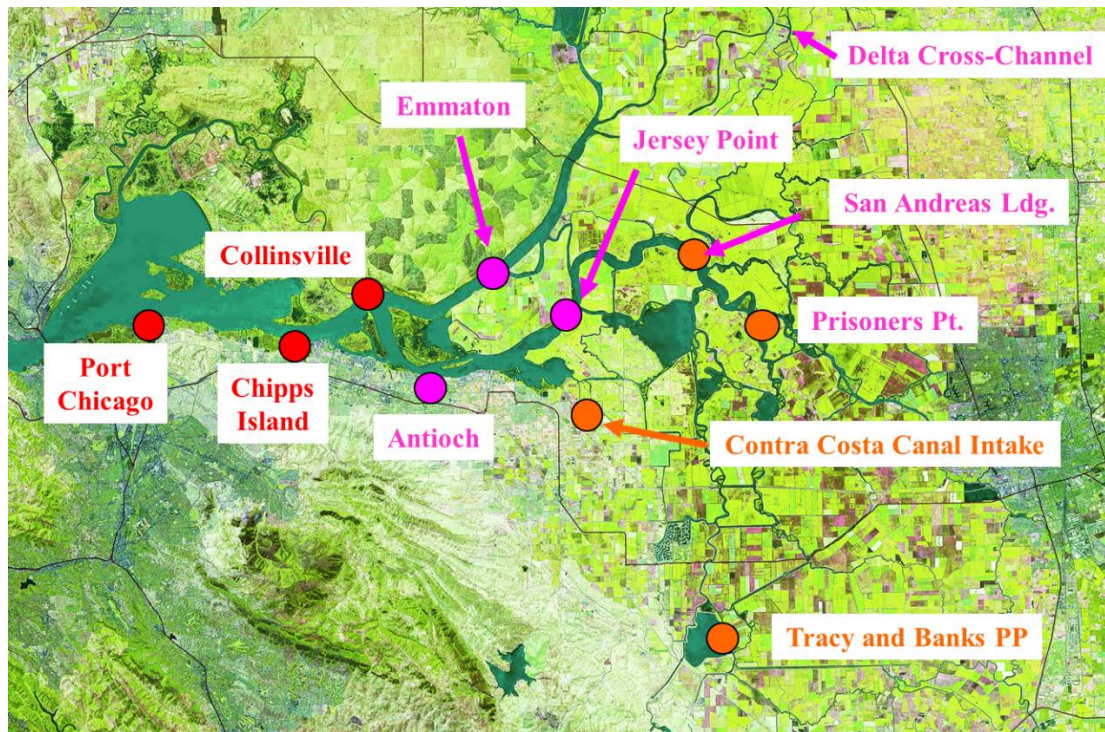 Delta Cross-Channel
Emmaton
Jersey Point
San Andreas Ldg.
Collinsville
Prisoners Pt.
Port
Chicago
Chipps
Island
Antioch
Contra Costa Canal Intake
Tracy and Banks PP